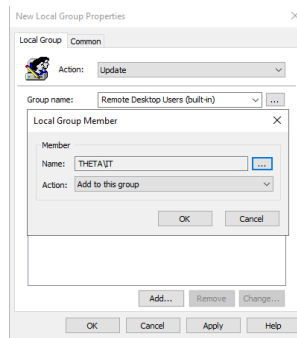 New Local Group Properties
Local Group Common
Action: Update
Group name: Remote Desktop Users (built-in) ...
Local Group Member
Member
Name: THETA\IT ...
Action: Add to this group
OK Cancel
Add... Remove Change...
OK Cancel Apply Help